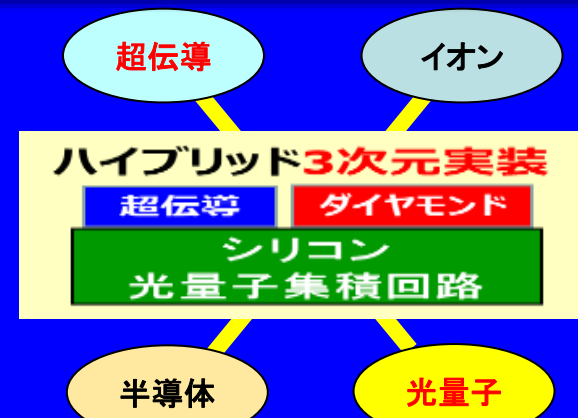 超伝導
イオン
ハイブリッド3次元実装
超伝導
ダイヤモンド
シリコン
光量子集積回路
半導体
光量子